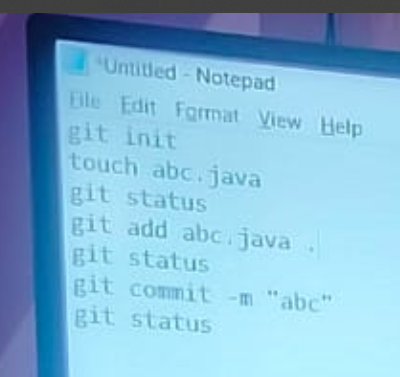 *Untitled - Notepad
File Edit Format View Help
git init
touch abc.java
git status
git add abc.java .
git status
git commit -m "abc"
git status